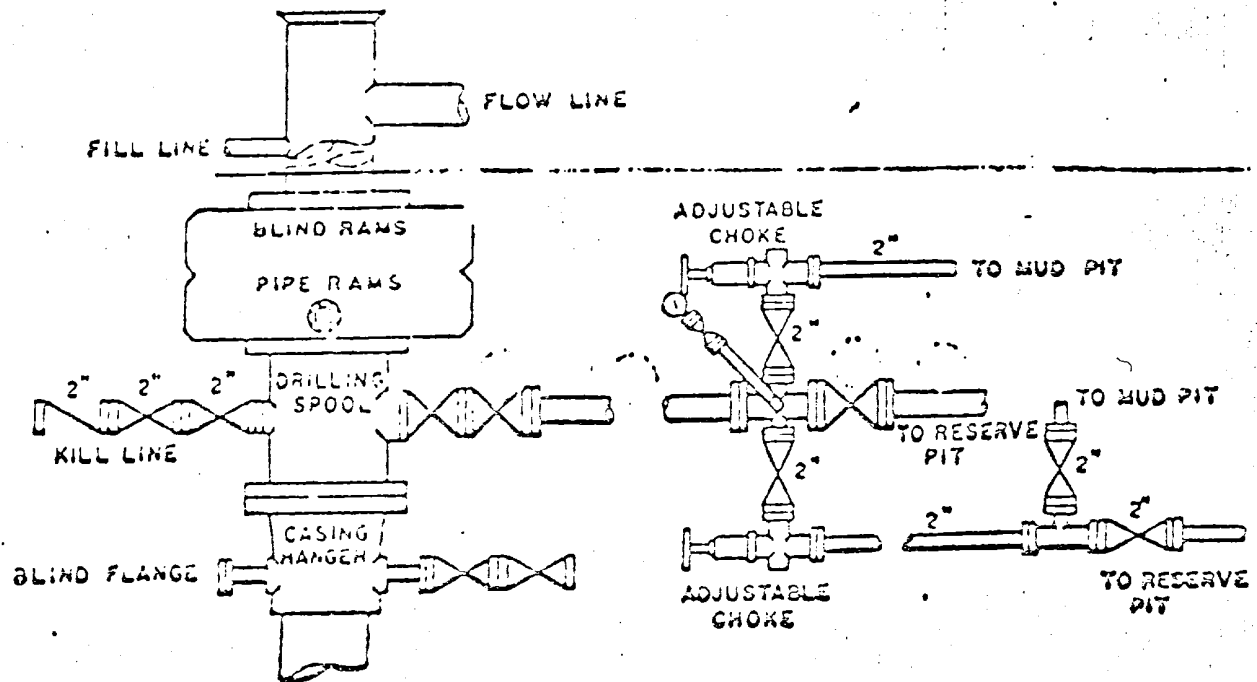 FLOW LINE
FILL LINE
BLIND RAMS
PIPE RAMS
2" 2" 2"
DRILLING
SPOOL
KILL LINE
CASING
HANGER
BLIND FLANGE
ADJUSTABLE
CHOKE
2"
TO MUD PIT
2"
TO RESERVE
PIT
2"
ADJUSTABLE
CHOKE
TO MUD PIT
2"
2"
2"
TO RESERVE
PIT